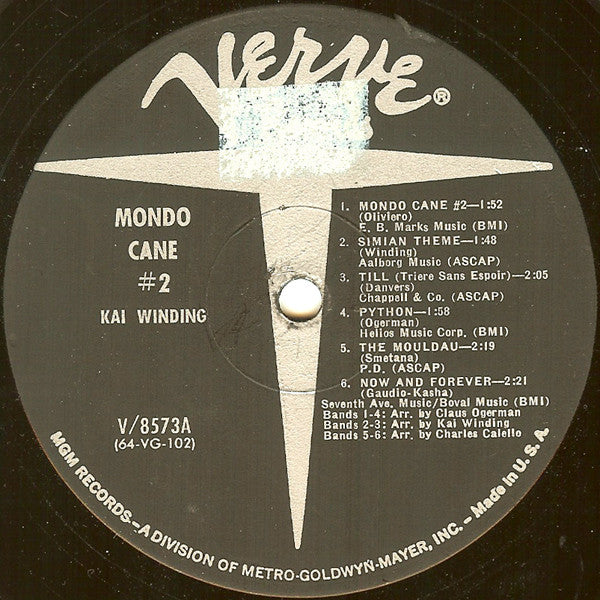 Verve®
MONDO
CANE
#2
KAI WINDING
V/8573A
(64-VG-102)
1. MONDO CANE #2—1:52
(Oliviero)
E. B. Marks Music (BMI)
2. SIMIAN THEME—1:48
(Winding)
Aalborg Music (ASCAP)
3. TILL (Triere Sans Espoir)—2:05
(Danvers)
Chappell & Co. (ASCAP)
4. PYTHON—1:58
(Ogerman)
Helios Music Corp. (BMI)
5. THE MOULDAU—2:19
(Smetana)
P.D. (ASCAP)
6. NOW AND FOREVER—2:21
(Gaudio-Kasha)
Seventh Ave. Music/Boval Music (BMI)
Bands 1-4: Arr. by Claus Ogerman
Bands 2-3: Arr. by Kai Winding
Bands 5-6: Arr. by Charles Calello
MGM RECORDS—A DIVISION OF METRO-GOLDWYN-MAYER, INC. – Made in U.S.A.